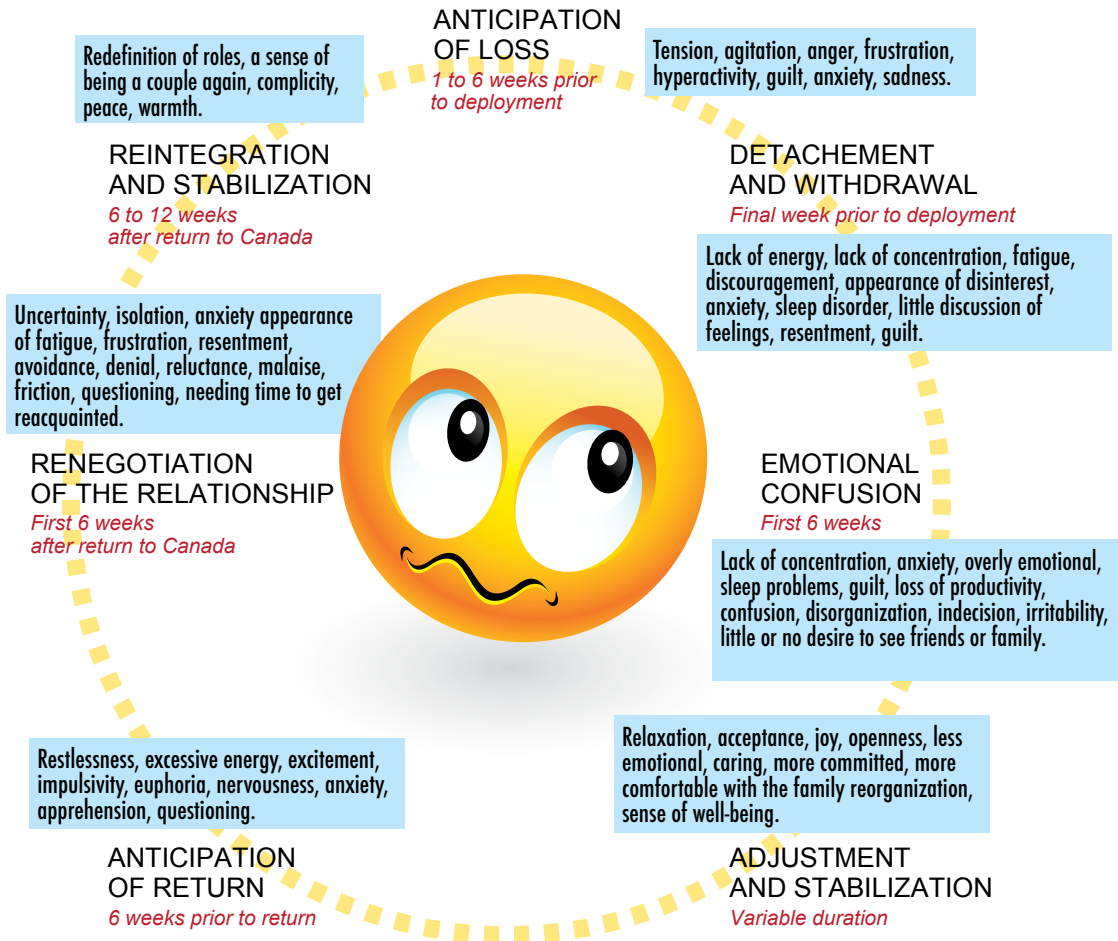 ANTICIPATION
OF LOSS
1 to 6 weeks prior
to deployment
Tension, agitation, anger, frustration,
hyperactivity, guilt, anxiety, sadness.
DETACHEMENT
AND WITHDRAWAL
Final week prior to deployment
Lack of energy, lack of concentration, fatigue,
discouragement, appearance of disinterest,
anxiety, sleep disorder, little discussion of
feelings, resentment, guilt.
EMOTIONAL
CONFUSION
First 6 weeks
Lack of concentration, anxiety, overly emotional,
sleep problems, guilt, loss of productivity,
confusion, disorganization, indecision, irritability,
little or no desire to see friends or family.
Relaxation, acceptance, joy, openness, less
emotional, caring, more committed, more
comfortable with the family reorganization,
sense of well-being.
ADJUSTMENT
AND STABILIZATION
Variable duration
Restlessness, excessive energy, excitement,
impulsivity, euphoria, nervousness, anxiety,
apprehension, questioning.
ANTICIPATION
OF RETURN
6 weeks prior to return
Uncertainty, isolation, anxiety appearance
of fatigue, frustration, resentment,
avoidance, denial, reluctance, malaise,
friction, questioning, needing time to get
reacquainted.
RENEGOTIATION
OF THE RELATIONSHIP
First 6 weeks
after return to Canada
Redefinition of roles, a sense of
being a couple again, complicity,
peace, warmth.
REINTEGRATION
AND STABILIZATION
6 to 12 weeks
after return to Canada